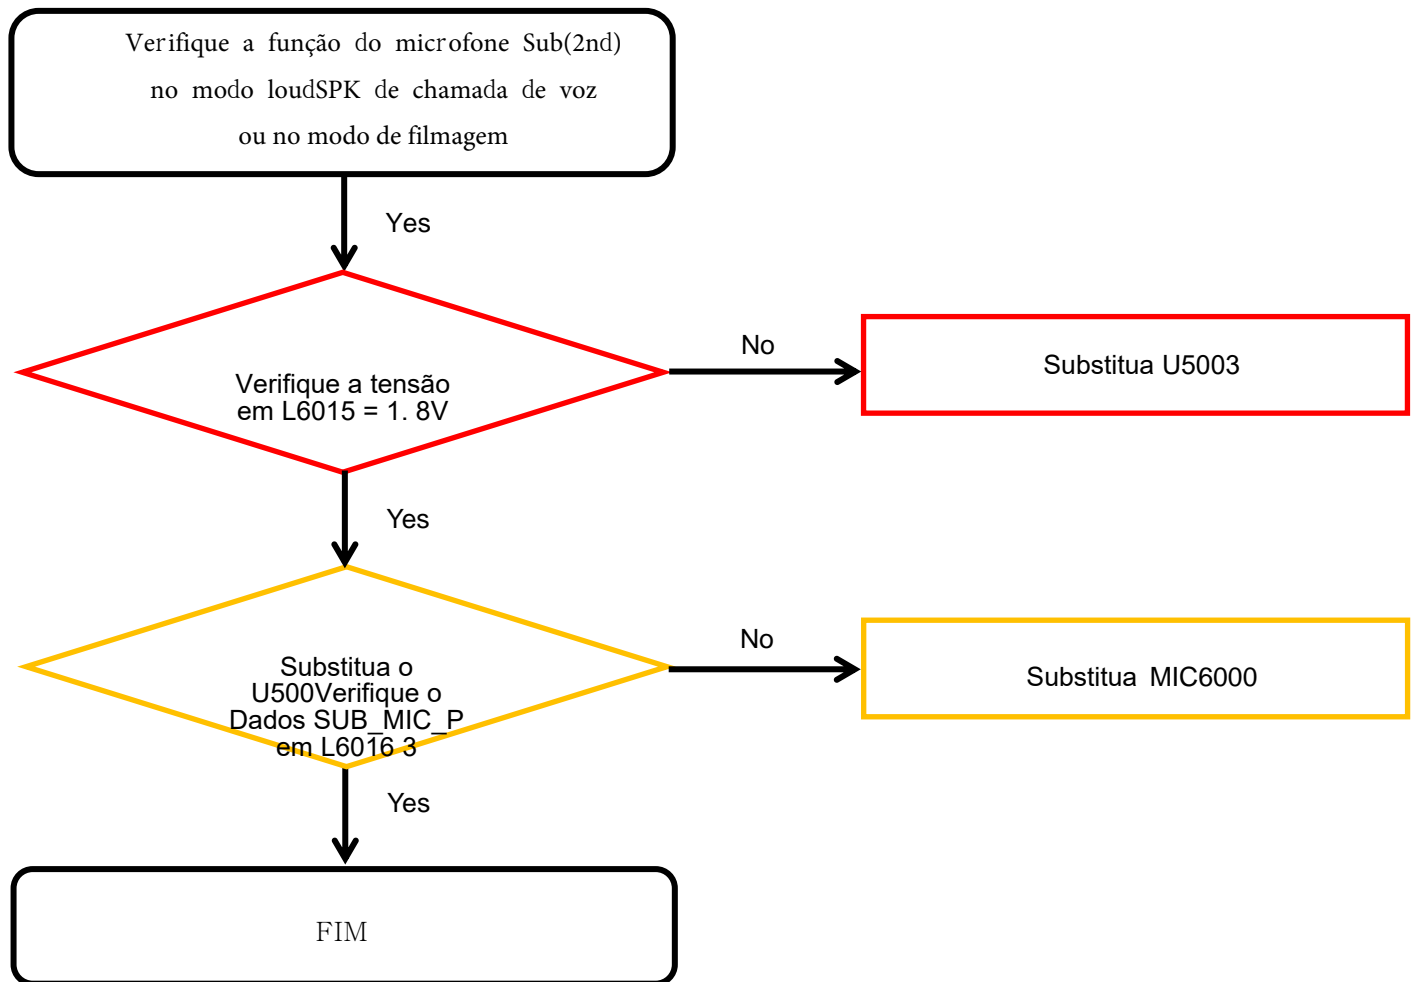 Verifique a função do microfone Sub(2nd)
no modo loudSPK de chamada de voz
ou no modo de filmagem
Yes
Verifique a tensão
em L6015 = 1. 8V
No
Substitua U5003
Yes
Substitua o
U500Verifique o
Dados SUB_MIC_P
em L6016 3
No
Substitua MIC6000
Yes
FIM